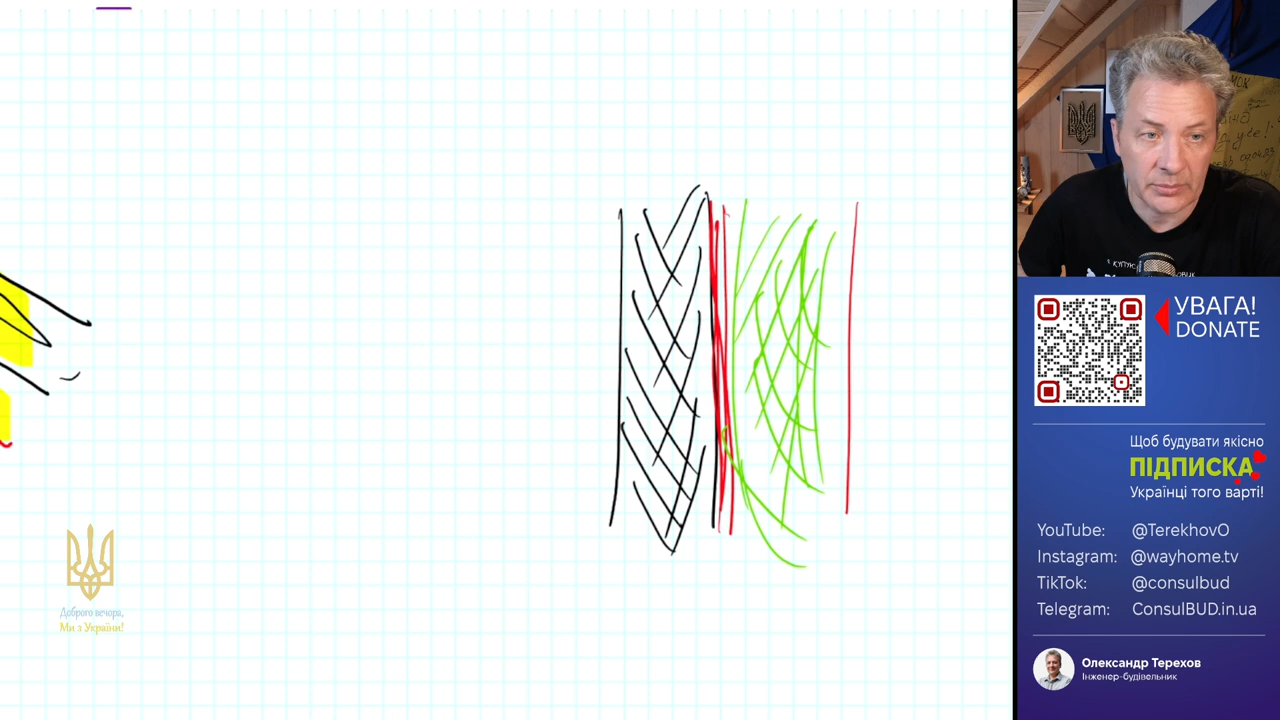 Доброго вечора,
Ми з України!
УВАГА!
DONATE
Щоб будувати якісно
ПІДПИСКА
Українці того варті!
YouTube: @TerekhovO
Instagram: @wayhome.tv
TikTok: @consulbud
Telegram: ConsulBUD.in.ua
Олександр Терехов
Інженер-будівельник